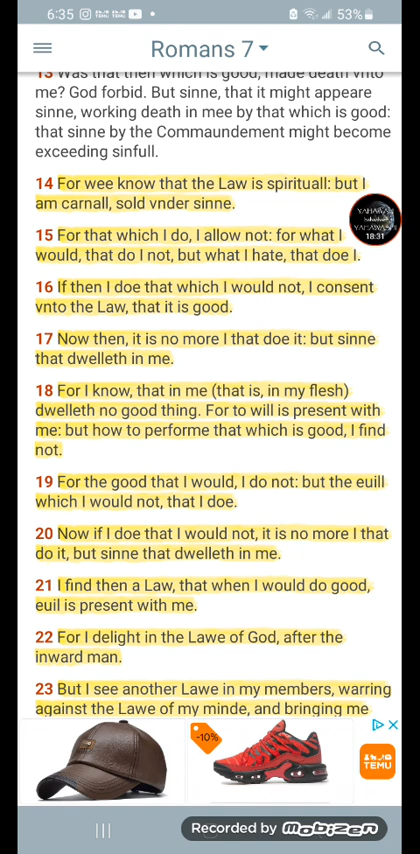 6:35
53%
Romans 7
13 Was that then which is good, made death vnto
me? God forbid. But sinne, that it might appeare
sinne, working death in mee by that which is good:
that sinne by the Commaundement might become
exceeding sinfull.
14 For wee know that the Law is spirituall: but I
am carnall, sold vnder sinne.
YAHAWAH
YAHAWASHI
18:31
15 For that which I do, I allow not: for what I
would, that do I not, but what I hate, that doe I.
16 If then I doe that which I would not, I consent
vnto the Law, that it is good.
17 Now then, it is no more I that doe it: but sinne
that dwelleth in me.
18 For I know, that in me (that is, in my flesh)
dwelleth no good thing. For to will is present with
me: but how to performe that which is good, I find
not.
19 For the good that I would, I do not: but the euill
which I would not, that I doe.
20 Now if I doe that I would not, it is no more I that
do it, but sinne that dwelleth in me.
21 I find then a Law, that when I would do good,
euil is present with me.
22 For I delight in the Lawe of God, after the
inward man.
23 But I see another Lawe in my members, warring
against the Lawe of my minde, and bringing me
-10%
TEMU
Recorded by mobizen